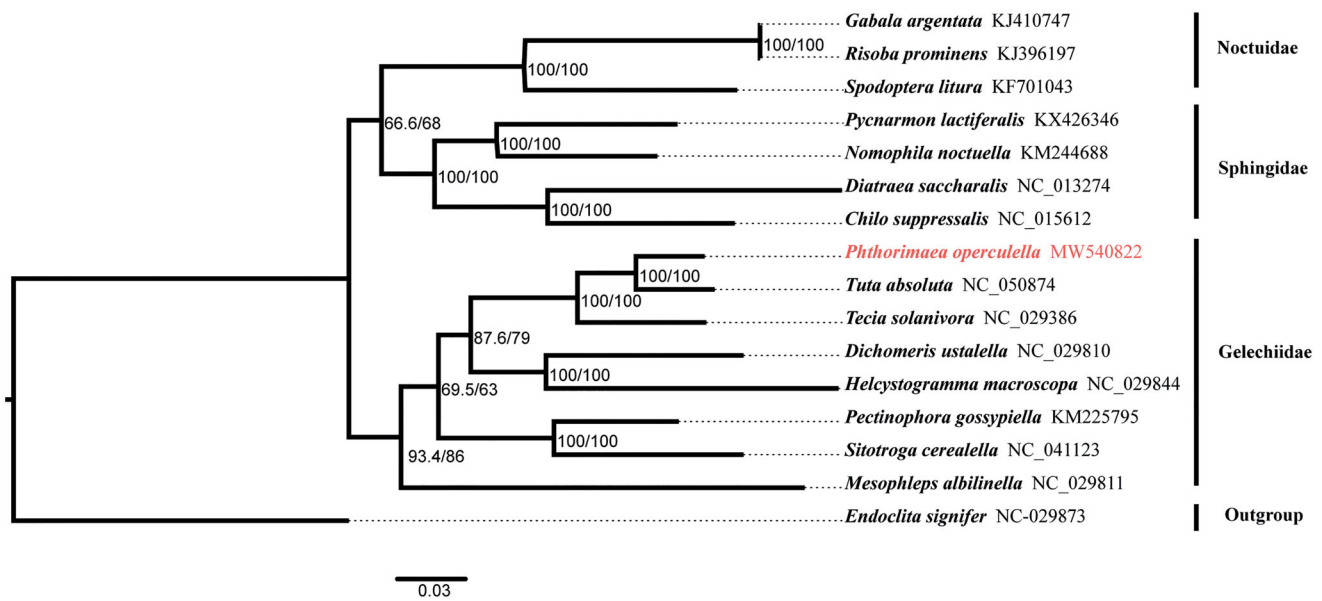 Gabala argentata KJ410747
100/100
Risoba prominens KJ396197
Noctuidae
100/100
Spodoptera litura KF701043
66.6/68
Pycnarmon lactiferalis KX426346
100/100
Nomophila noctuella KM244688
100/100
Sphingidae
Diatraea saccharalis NC_013274
100/100
Chilo suppressalis NC_015612
Phthorimaea operculella MW540822
100/100
Tuta absoluta NC_050874
100/100
Tecia solanivora NC_029386
87.6/79
Dichomeris ustalella NC_029810
Gelechiidae
100/100
Helcystogramma macroscopa NC_029844
69.5/63
Pectinophora gossypiella KM225795
100/100
Sitotroga cerealella NC_041123
93.4/86
Mesophleps albilinella NC_029811
Endoclita signifer NC-029873
Outgroup
0.03